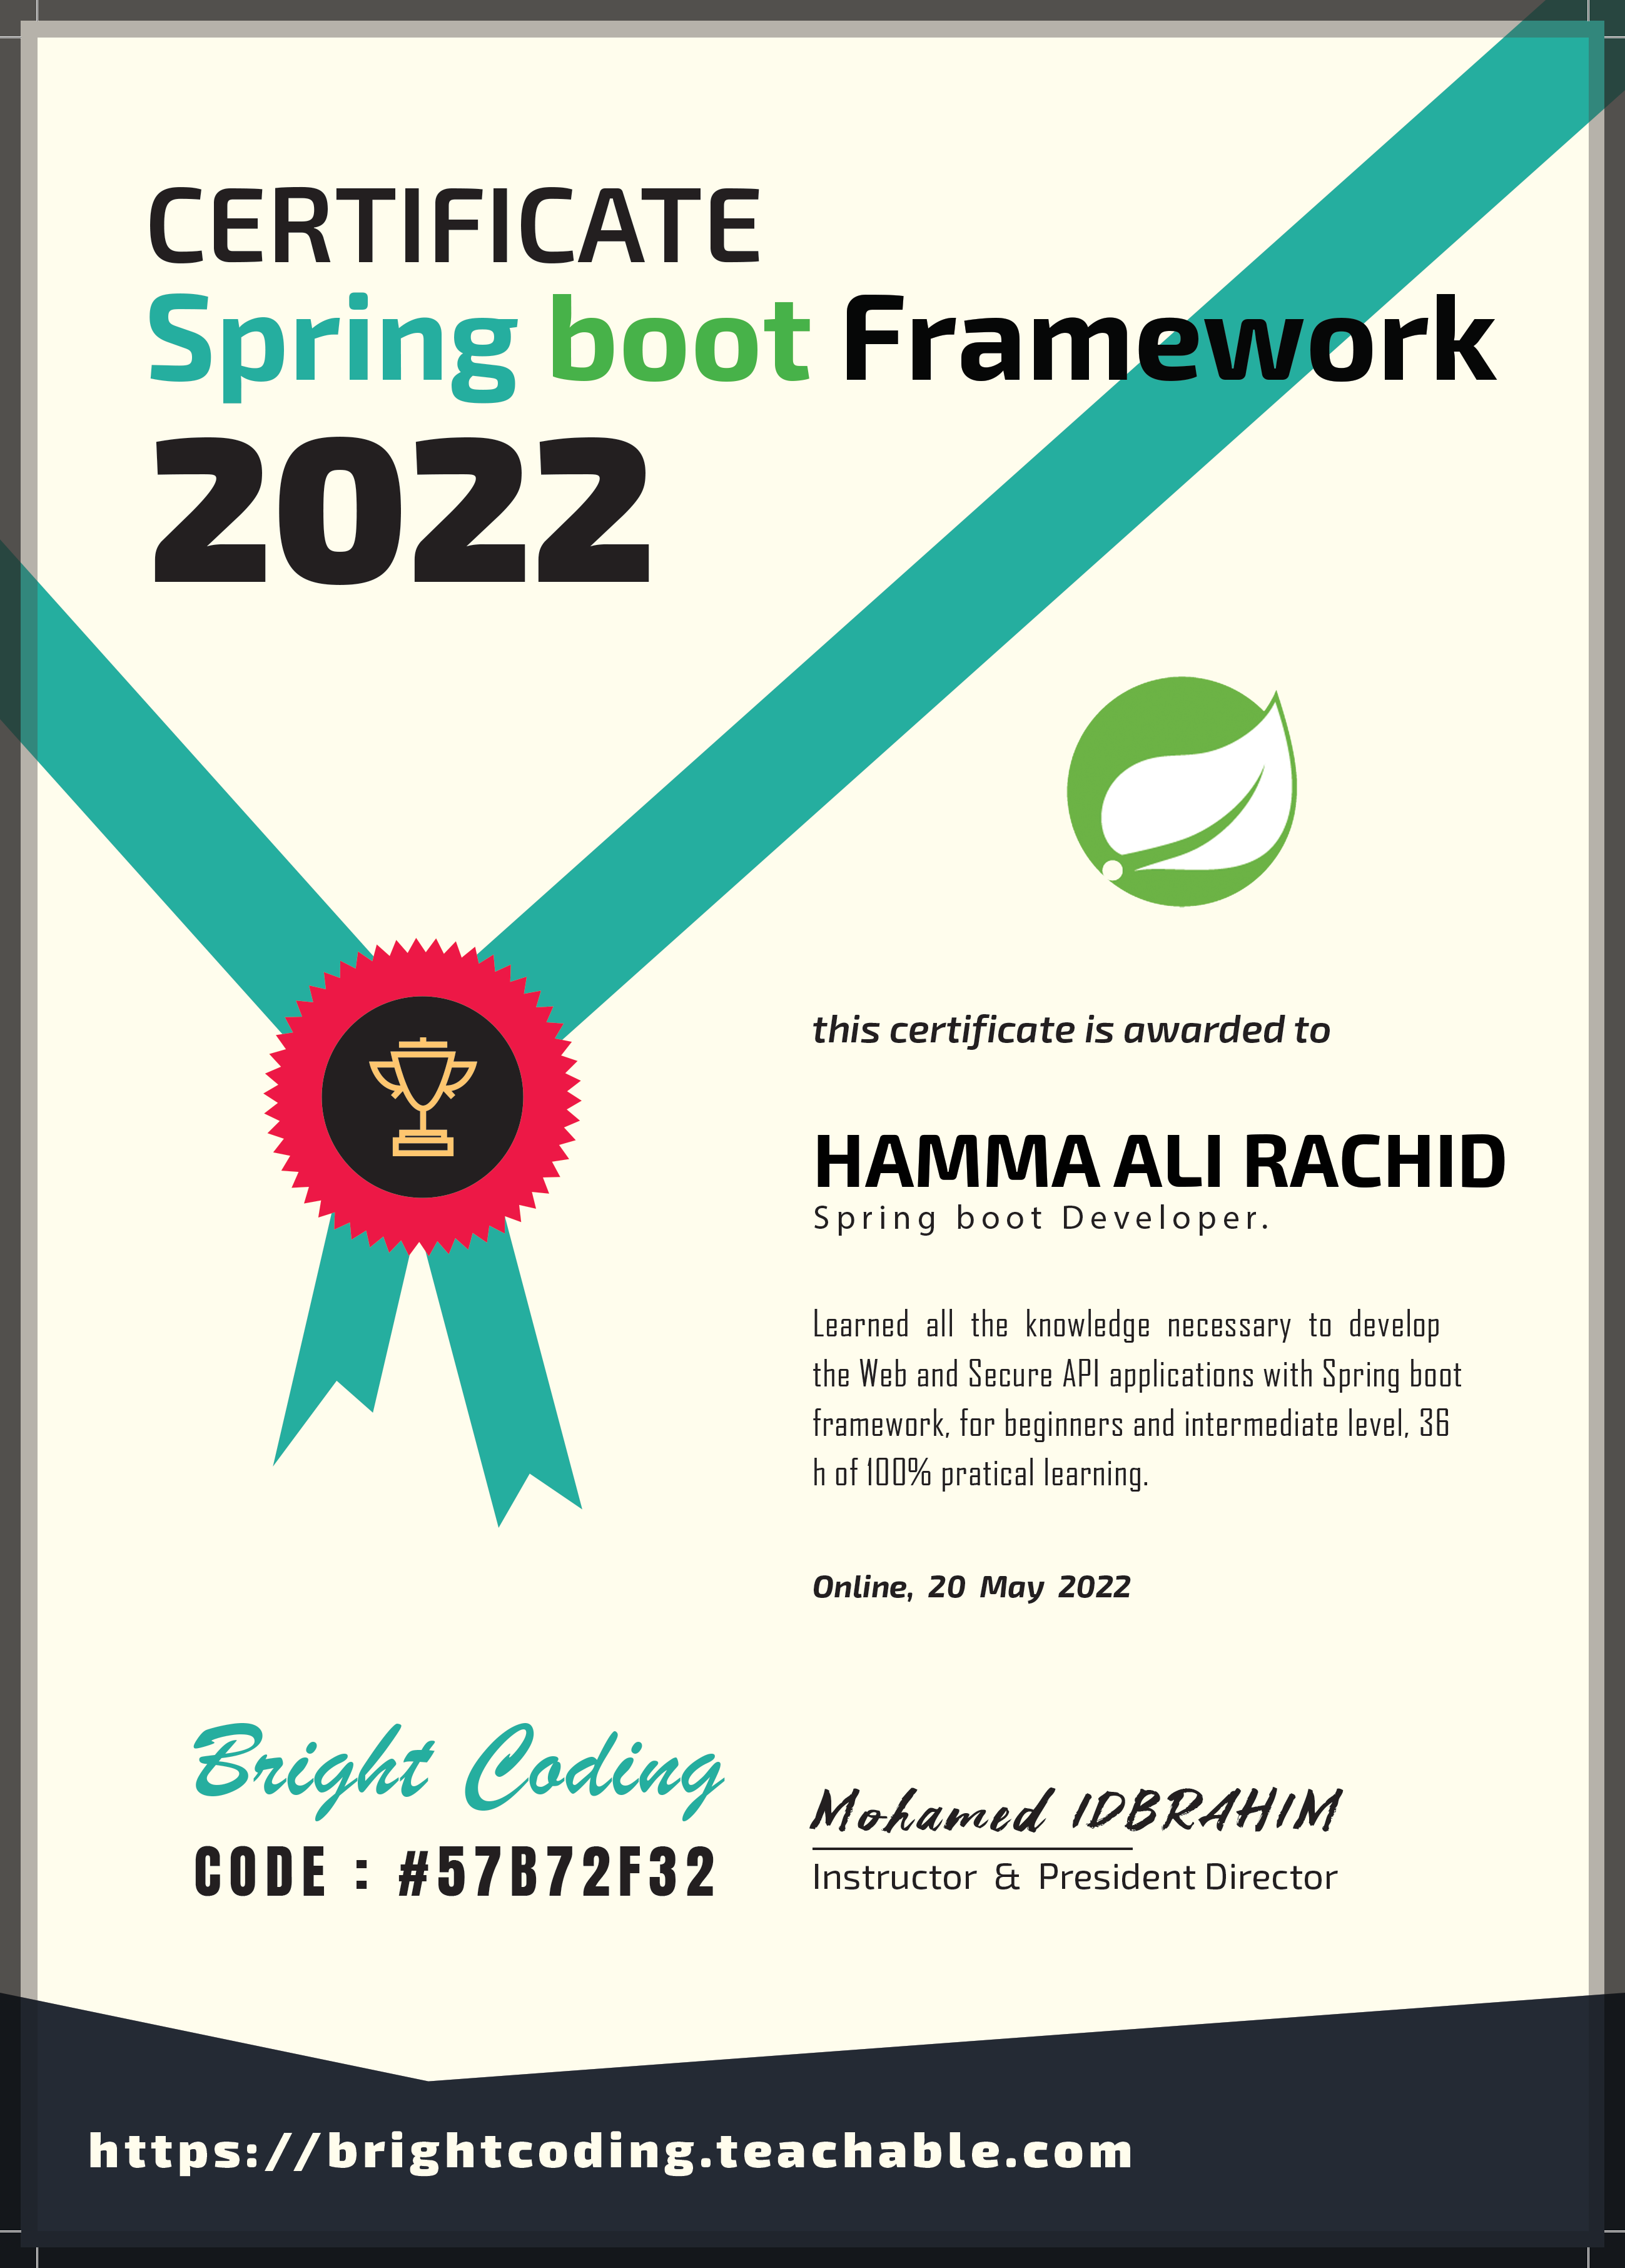 CERTIFICATE
Spring boot Framework
2022
this certificate is awarded to
HAMMA ALI RACHID
Spring boot Developer.
Learned all the knowledge necessary to develop
the Web and Secure API applications with Spring boot
framework, for beginners and intermediate level, 36
h of 100% pratical learning.
Online, 20 May 2022
Bright Coding
CODE : #57B72F32
Mohamed IDBRAHIM
Instructor & President Director
https://brightcoding.teachable.com